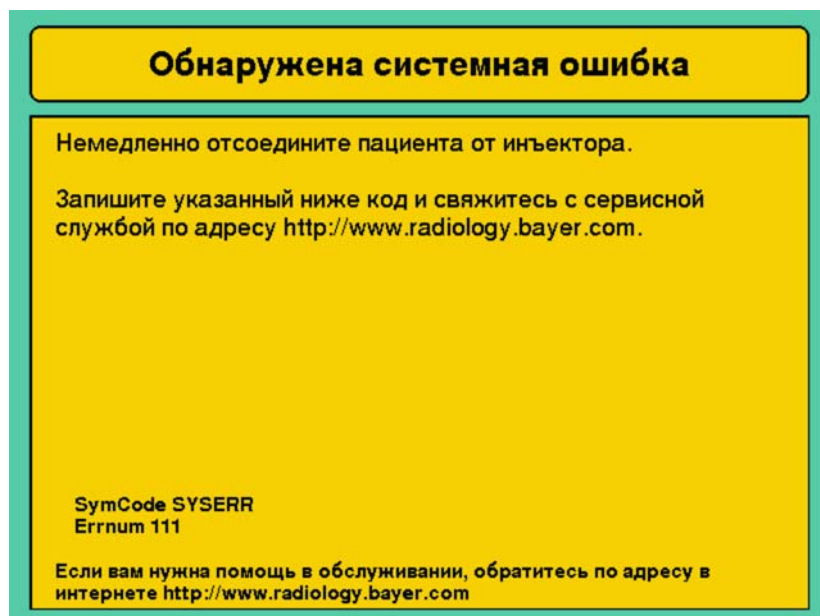 Обнаружена системная ошибка
Немедленно отсоедините пациента от инъектора.
Запишите указанный ниже код и свяжитесь с сервисной
службой по адресу http://www.radiology.bayer.com.
SymCode SYSERR
Errnum 111
Если вам нужна помощь в обслуживании, обратитесь по адресу в
интернете http://www.radiology.bayer.com